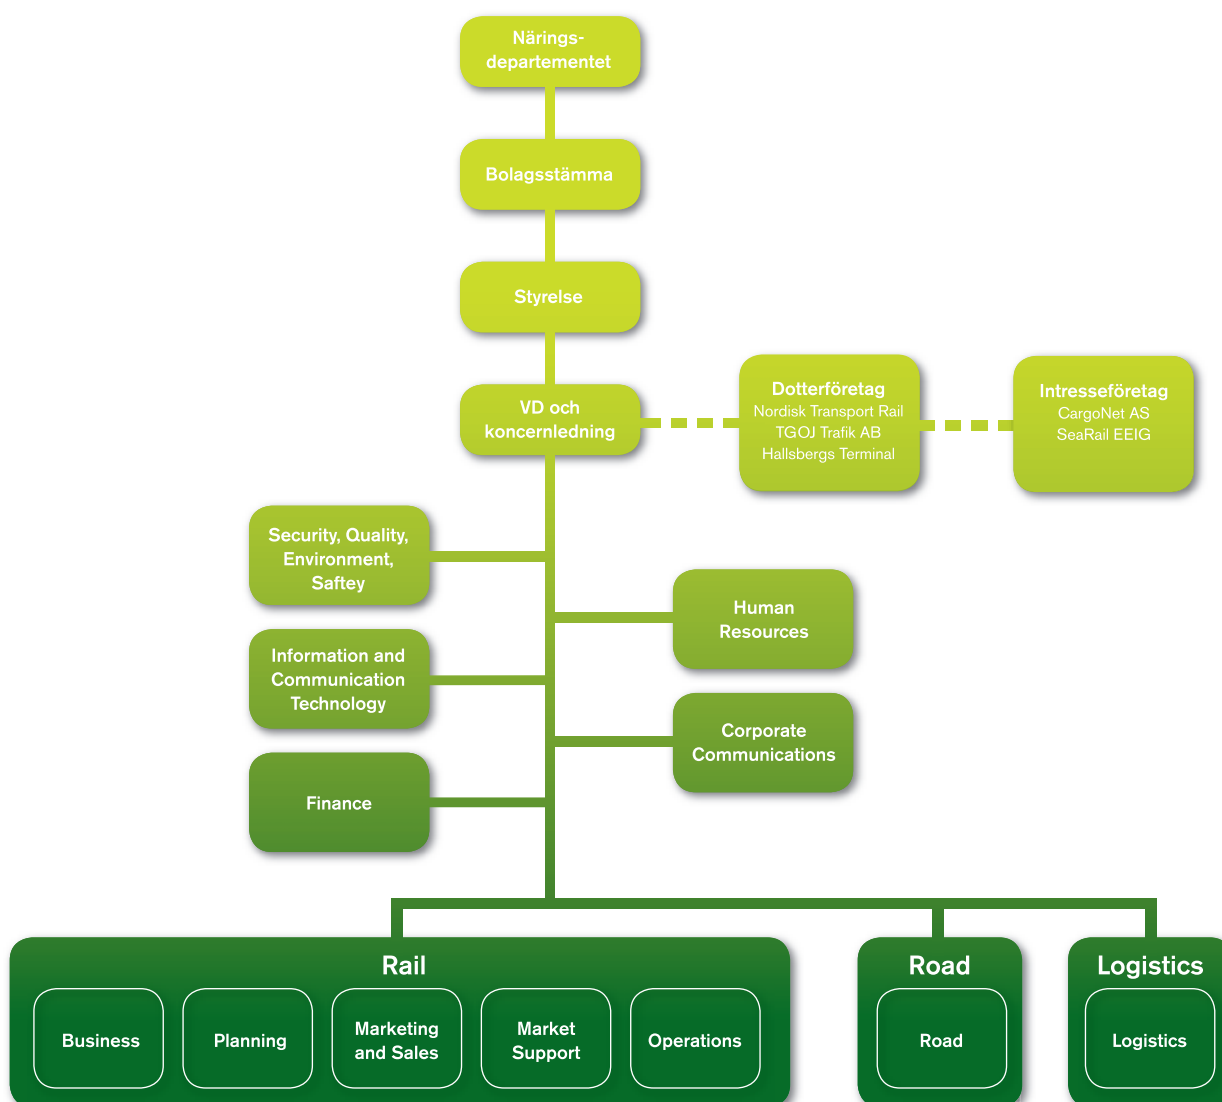 Närings-
departementet
Bolagsstämma
Styrelse
VD och
koncernledning
Dotterföretag
Nordisk Transport Rail
TGOJ Trafik AB
Hallsbergs Terminal
Intresseföretag
CargoNet AS
SeaRail EEIG
Security, Quality,
Environment,
Saftey
Human
Resources
Information and
Communication
Technology
Corporate
Communications
Finance
Rail
Business
Planning
Marketing
and Sales
Market
Support
Operations
Road
Road
Logistics
Logistics